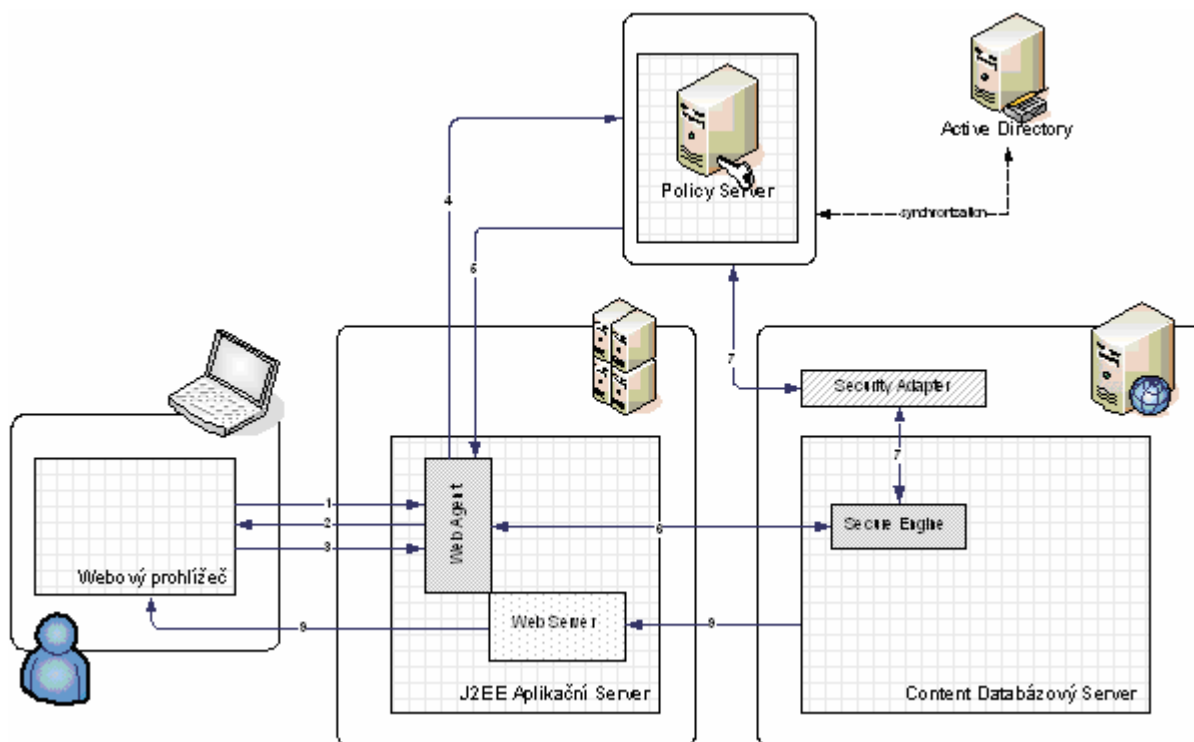 Active Directory
Policy Server
synchronization
4
5
7
Security Adapter
7
Secure Engine
Web Agent
1
2
3
6
Webový prohlížeč
Web Server
9
9
J2EE Aplikační Server
Content Databázový Server